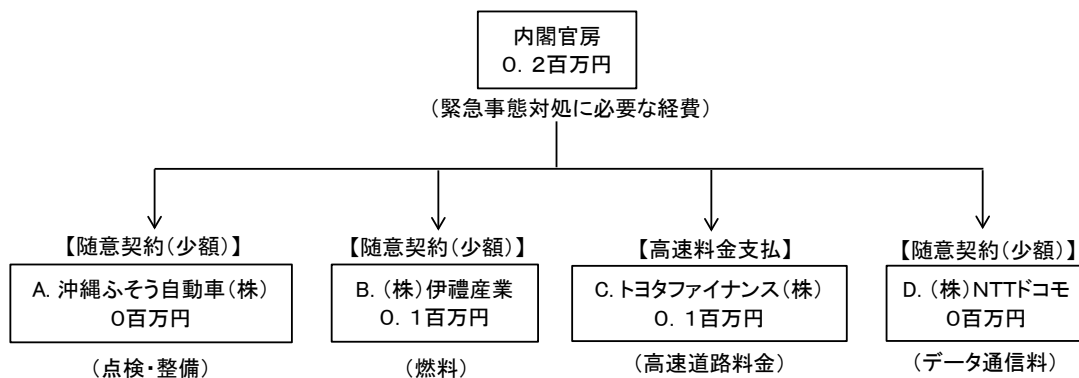 内閣官房
０．２百万円
（緊急事態対処に必要な経費）
【随意契約（少額）】
【随意契約（少額）】
【高速料金支払】
【随意契約（少額）】
A．沖縄ふそう自動車（株）
０百万円
B．（株）伊禮産業
０．１百万円
C．トヨタファイナンス（株）
０．１百万円
D．（株）ＮＴＴドコモ
０百万円
（点検・整備）
（燃料）
（高速道路料金）
（データ通信料）